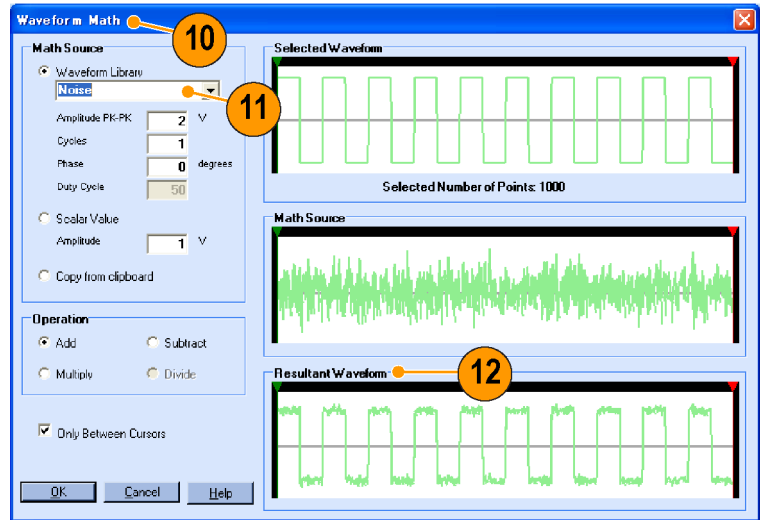 Waveform Math
10
Math Source
Waveform Library
Noise
11
Amplitude PK-PK 2 V
Cycles 1
Phase 0 degrees
Duty Cycle 50
Scalar Value
Amplitude 1 V
Copy from clipboard
Operation
Add Subtract
Multiply Divide
Only Between Cursors
OK Cancel Help
Selected Waveform
Selected Number of Points: 1000
Math Source
Resultant Waveform
12